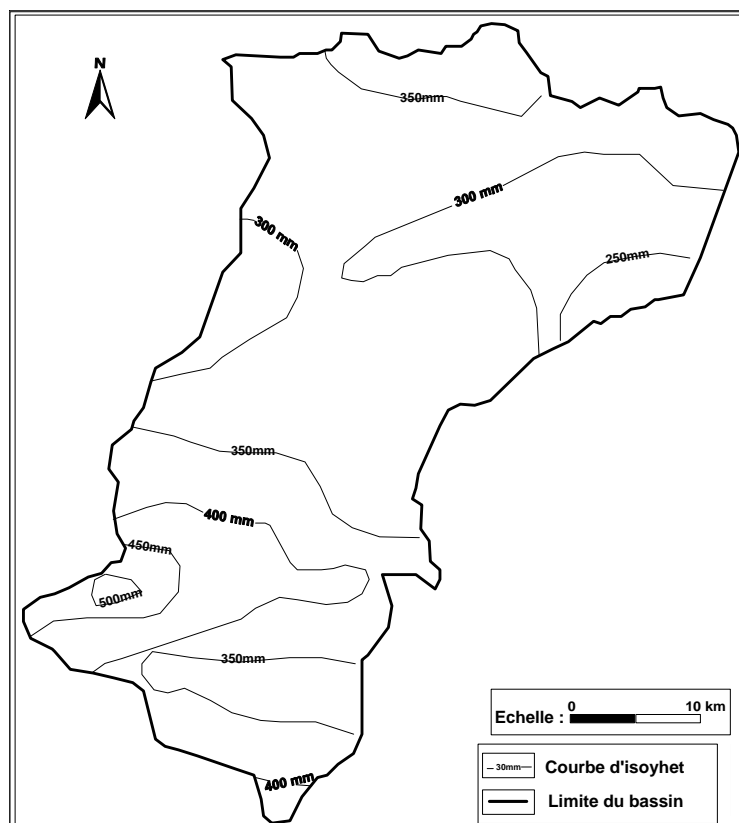 N
350mm
300 mm
300 mm
250mm
350mm
400 mm
450mm
500mm
350mm
400 mm
Echelle : 0 10 km
30mm Courbe d'isoyhet
Limite du bassin